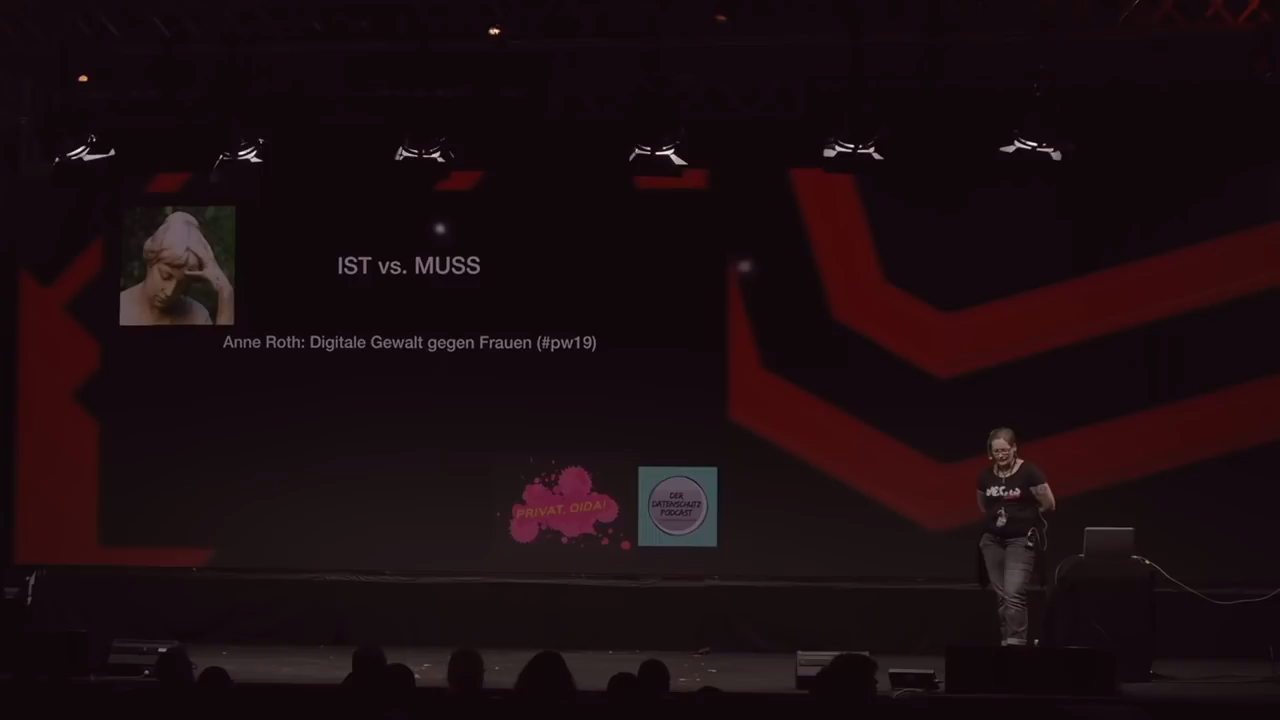 IST vs. MUSS
Anne Roth: Digitale Gewalt gegen Frauen (#pw19)
PRIVAT, OIDA!
DER
DATENSCHUTZ
PODCAST